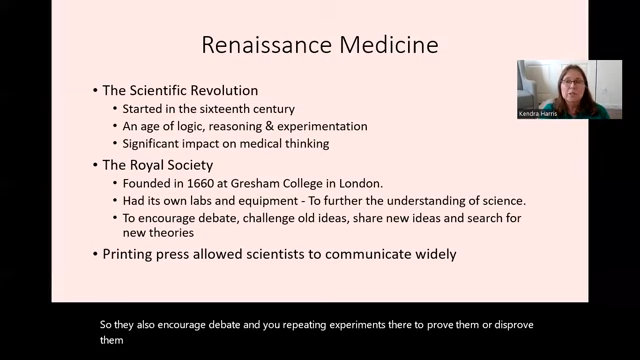 Renaissance Medicine
• The Scientific Revolution
• Started in the sixteenth century
• An age of logic, reasoning & experimentation
• Significant impact on medical thinking
• The Royal Society
• Founded in 1660 at Gresham College in London.
• Had its own labs and equipment - To further the understanding of science.
• To encourage debate, challenge old ideas, share new ideas and search for
new theories
• Printing press allowed scientists to communicate widely
Kendra Harris
So they also encourage debate and you repeating experiments there to prove them or disprove
them